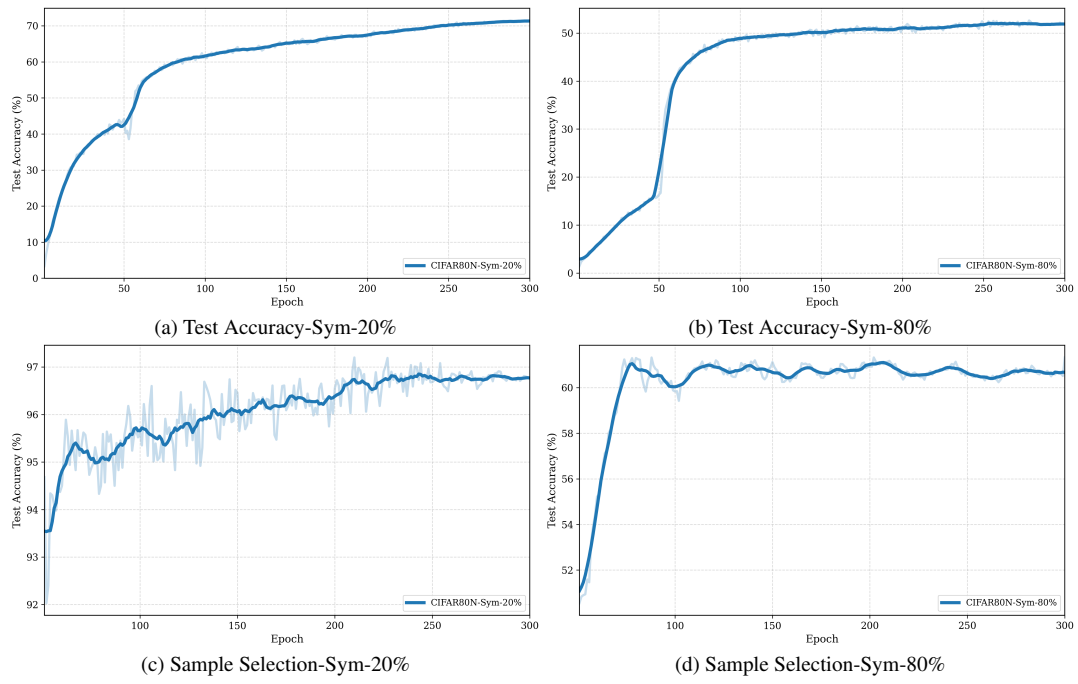 70
60
50
40
30
20
10
0
Test Accuracy (%)
50
100
150
200
250
300
Epoch
CIFAR80N-Sym-20%
(a) Test Accuracy-Sym-20%
50
40
30
20
10
0
Test Accuracy (%)
50
100
150
200
250
300
Epoch
CIFAR80N-Sym-80%
(b) Test Accuracy-Sym-80%
97
96
95
94
93
92
Test Accuracy (%)
100
150
200
250
300
Epoch
CIFAR80N-Sym-20%
(c) Sample Selection-Sym-20%
60
58
56
54
52
Test Accuracy (%)
100
150
200
250
300
Epoch
CIFAR80N-Sym-80%
(d) Sample Selection-Sym-80%